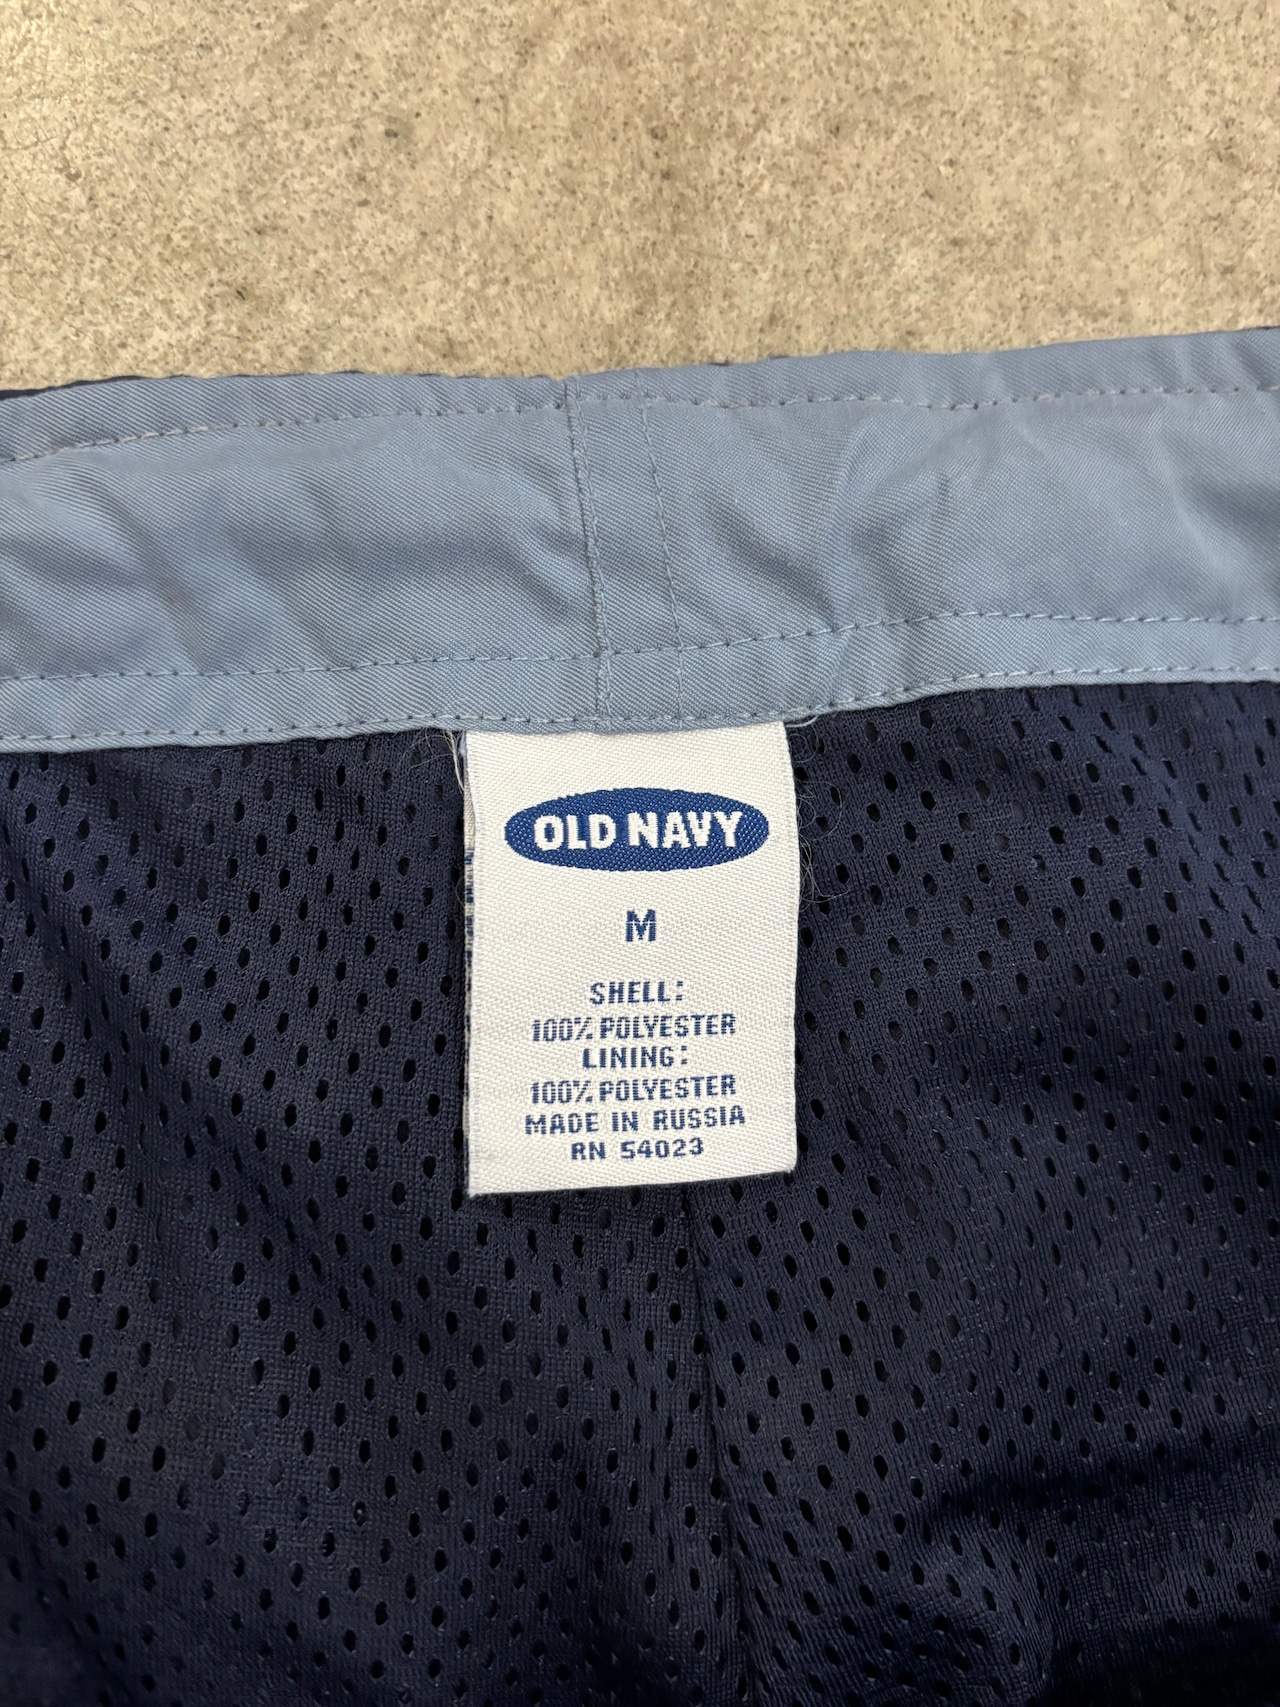 OLD NAVY
M
SHELL:
100% POLYESTER
LINING:
100% POLYESTER
MADE IN RUSSIA
RN 54023